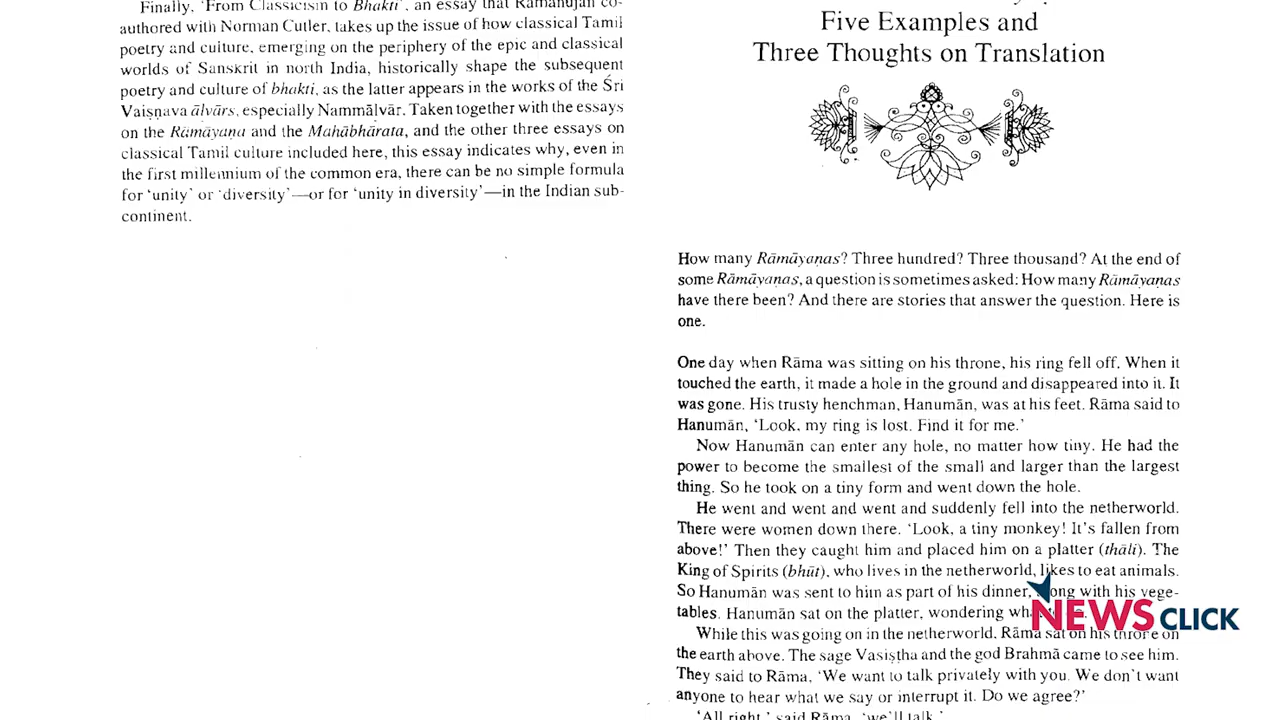 Finally, 'From Classicism to Bhakti', an essay that Ramanujan co-
authored with Norman Cutler, takes up the issue of how classical Tamil
poetry and culture, emerging on the periphery of the epic and classical
worlds of Sanskrit in north India, historically shape the subsequent
poetry and culture of bhakti, as the latter appears in the works of the Śri
Vaiṣṇava āḻvārs, especially Nammāḻvār. Taken together with the essays
on the Rāmāyaṇa and the Mahābhārata, and the other three essays on
classical Tamil culture included here, this essay indicates why, even in
the first millennium of the common era, there can be no simple formula
for 'unity' or 'diversity'—or for 'unity in diversity'—in the Indian sub-
continent.
Five Examples and
Three Thoughts on Translation
How many Rāmāyaṇas? Three hundred? Three thousand? At the end of
some Rāmāyaṇas, a question is sometimes asked: How many Rāmāyaṇas
have there been? And there are stories that answer the question. Here is
one.
One day when Rāma was sitting on his throne, his ring fell off. When it
touched the earth, it made a hole in the ground and disappeared into it. It
was gone. His trusty henchman, Hanumān, was at his feet. Rāma said to
Hanumān, 'Look, my ring is lost. Find it for me.'
Now Hanumān can enter any hole, no matter how tiny. He had the
power to become the smallest of the small and larger than the largest
thing. So he took on a tiny form and went down the hole.
He went and went and went and suddenly fell into the netherworld.
There were women down there. 'Look, a tiny monkey! It's fallen from
above!' Then they caught him and placed him on a platter (thāli). The
King of Spirits (bhūt), who lives in the netherworld, likes to eat animals.
So Hanumān was sent to him as part of his dinner, along with his vege-
tables. Hanumān sat on the platter, wondering
While this was going on in the netherworld, Rāma sat on his throne on
the earth above. The sage Vasiṣṭha and the god Brahmā came to see him.
They said to Rāma, 'We want to talk privately with you. We don't want
anyone to hear what we say or interrupt it. Do we agree?'
'All right,' said Rāma, 'we'll talk.'
NEWSCLICK